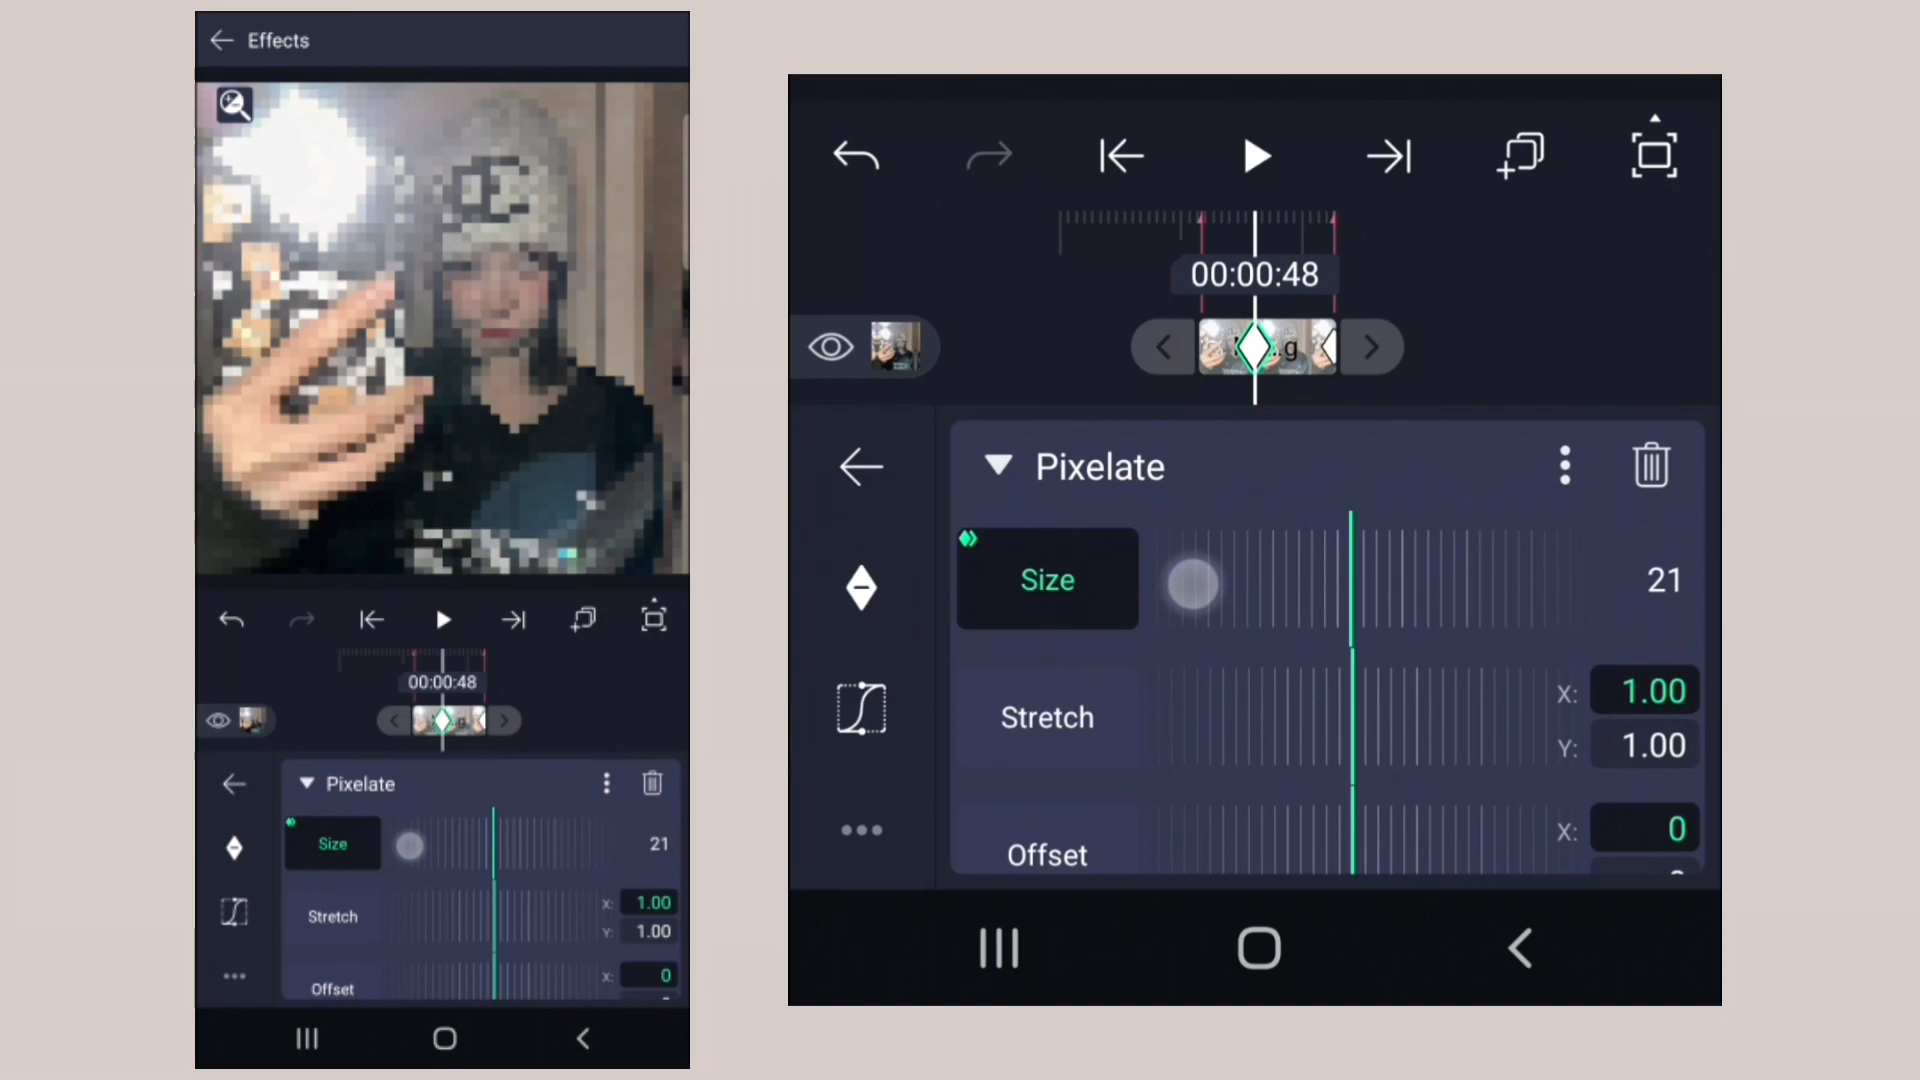 Effects
00:00:48
Pixelate
Size
21
Stretch
X: 1.00
Y: 1.00
Offset
X: 0
00:00:48
Pixelate
Size
21
Stretch
X: 1.00
Y: 1.00
Offset
X: 0